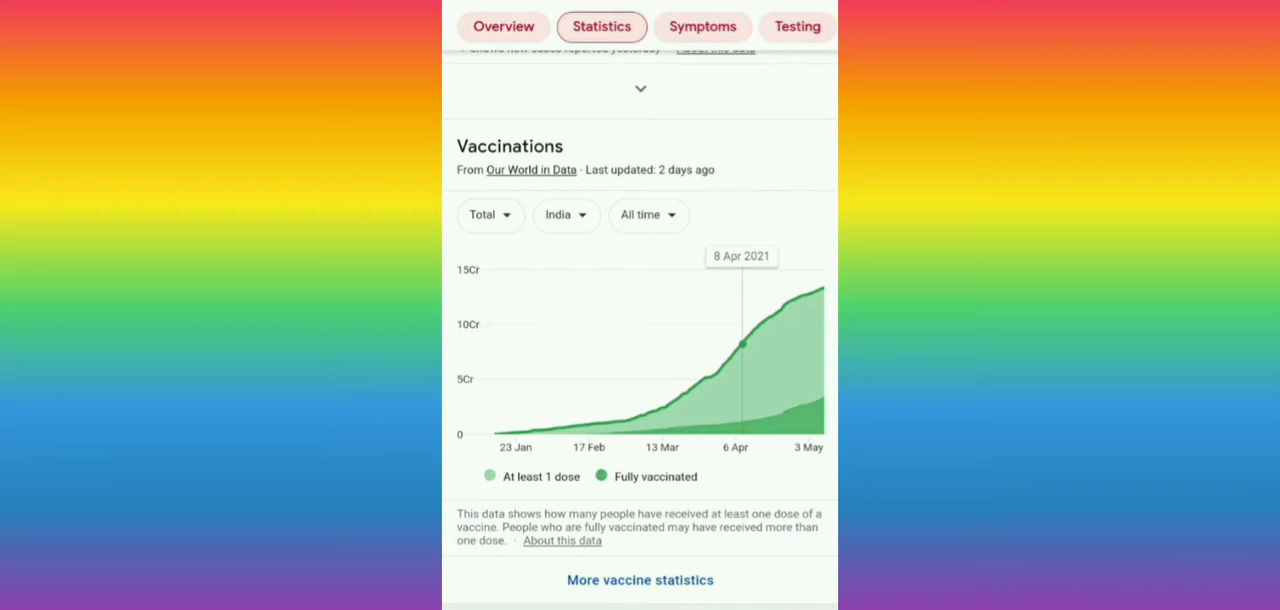 Overview Statistics Symptoms Testing
Vaccinations
From Our World in Data · Last updated: 2 days ago
Total India All time
8 Apr 2021
15Cr
10Cr
5Cr
0
23 Jan 17 Feb 13 Mar 6 Apr 3 May
At least 1 dose Fully vaccinated
This data shows how many people have received at least one dose of a
vaccine. People who are fully vaccinated may have received more than
one dose. · About this data
More vaccine statistics